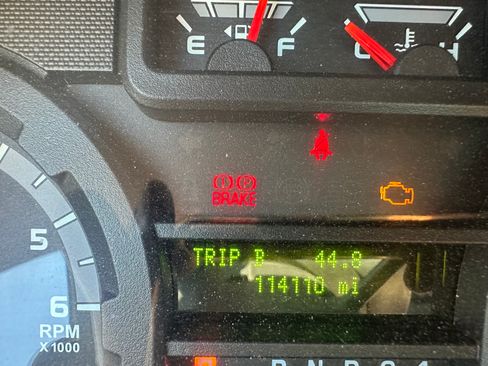 E F
C H
BRAKE
5
6
RPM
X 1000
TRIP B 44.8
114110 mi